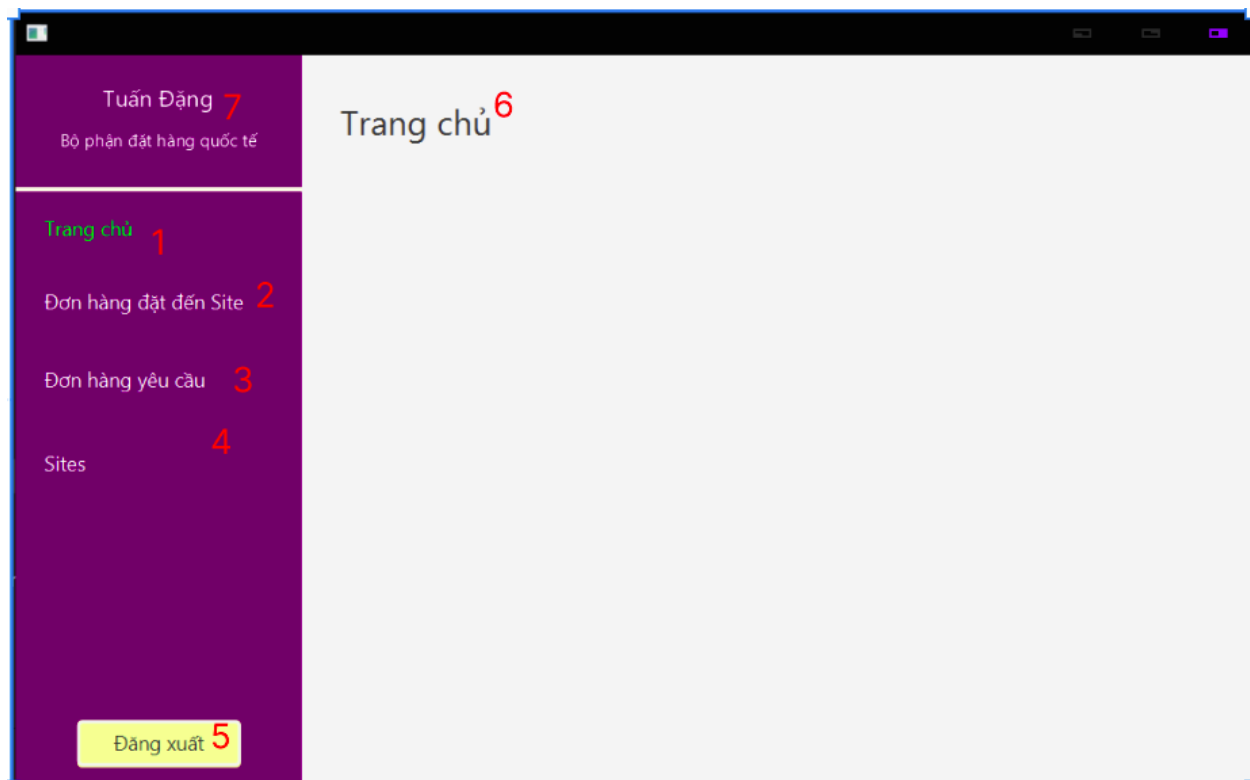 Tuấn Đặng 7
Bộ phận đặt hàng quốc tế
Trang chủ 6
Trang chủ 1
Đơn hàng đặt đến Site 2
Đơn hàng yêu cầu 3
4
Sites
Đăng xuất 5